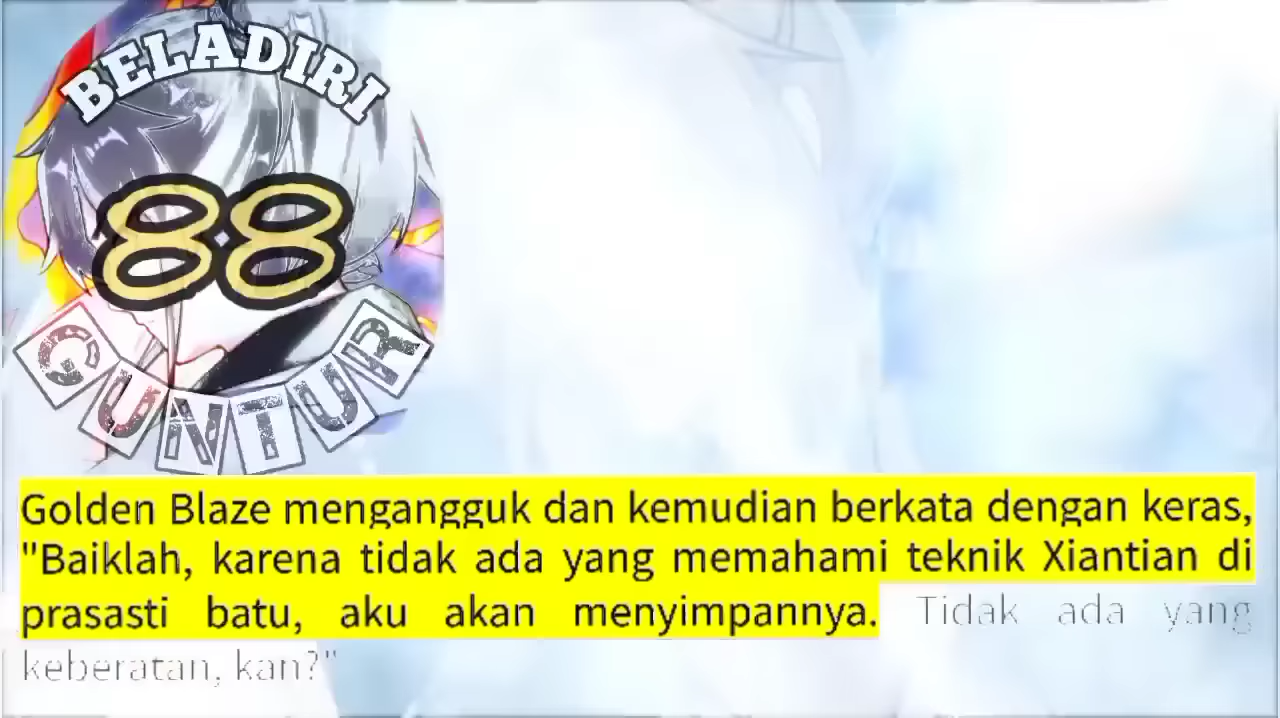 BELADIRI
88
GUNTUR
Golden Blaze mengangguk dan kemudian berkata dengan keras,
"Baiklah, karena tidak ada yang memahami teknik Xiantian di
prasasti batu, aku akan menyimpannya. Tidak ada yang
keberatan, kan?"